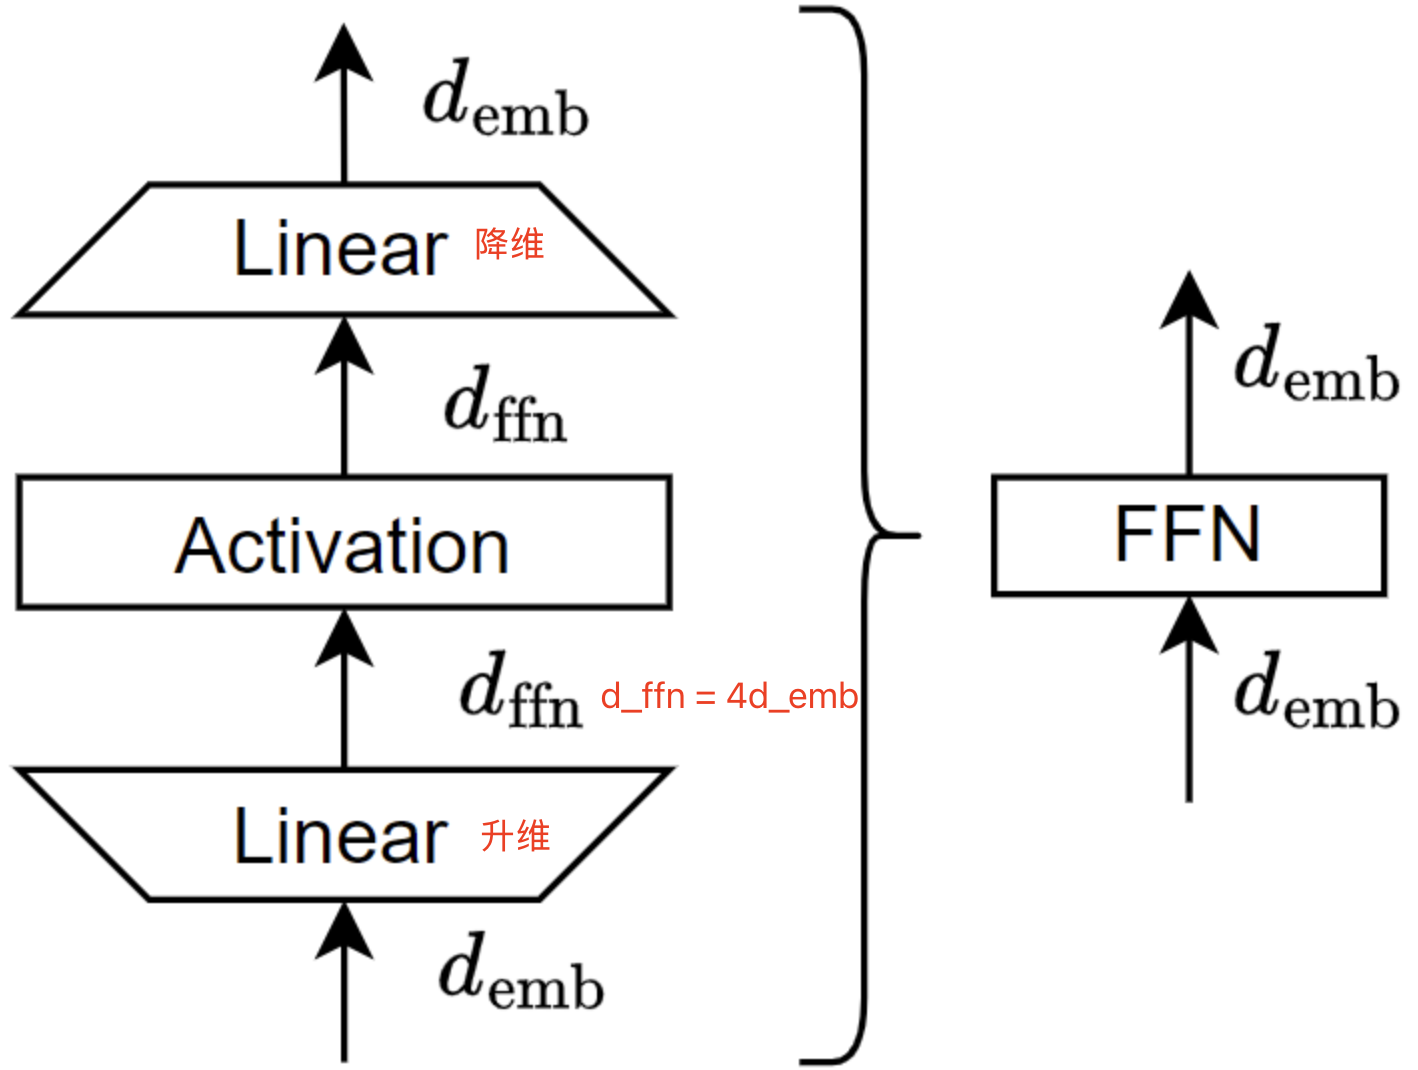 d_emb
Linear 降维
d_ffn
Activation
d_ffn d_ffn = 4d_emb
Linear 升维
d_emb
d_emb
FFN
d_emb